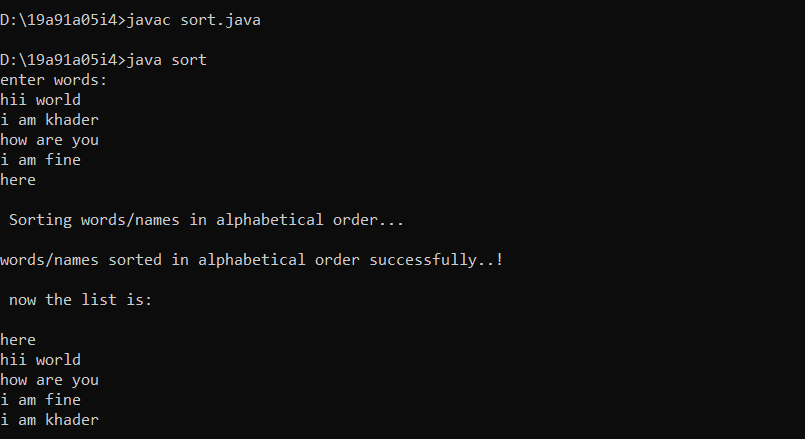 D:\19a91a05i4>javac sort.java
D:\19a91a05i4>java sort
enter words:
hii world
i am khader
how are you
i am fine
here
Sorting words/names in alphabetical order...
words/names sorted in alphabetical order successfully..!
now the list is:
here
hii world
how are you
i am fine
i am khader